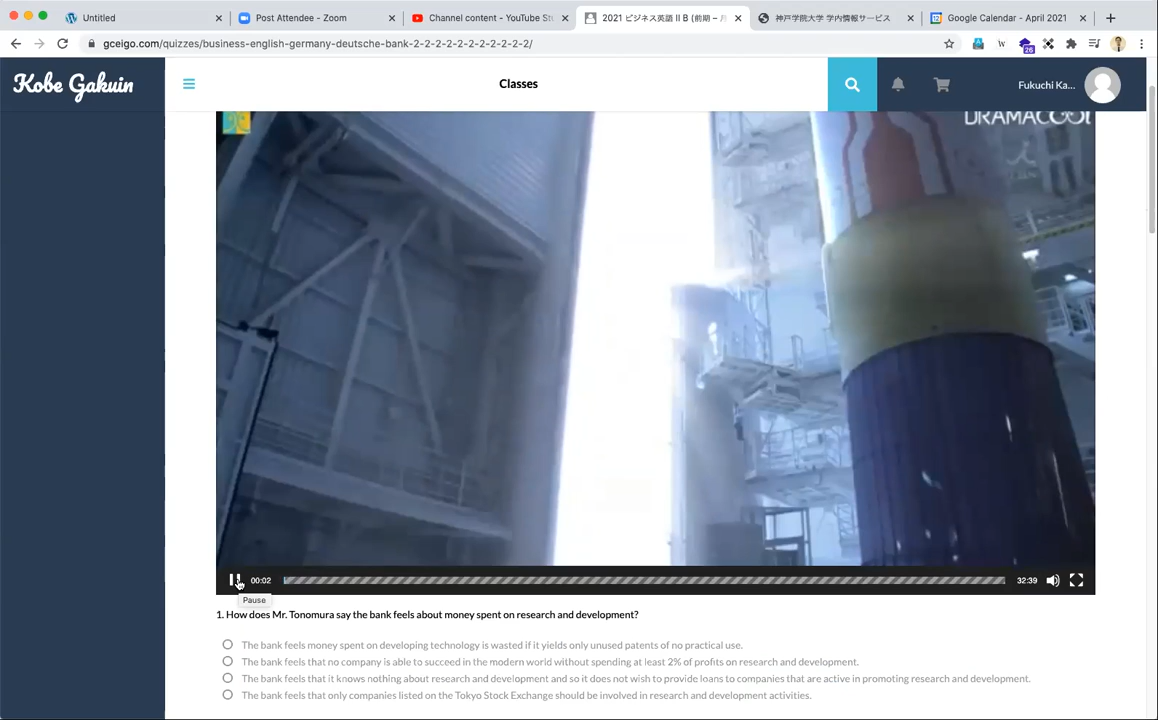 Untitled
Post Attendee - Zoom
Channel content - YouTube Stu
2021 ビジネス英語 II B (前期 – 月
神戸学院大学 学内情報サービス
Google Calendar - April 2021
gceigo.com/quizzes/business-english-germany-deutsche-bank-2-2-2-2-2-2-2-2-2-2-2/
26
Kobe Gakuin
Classes
Fukuchi Ka...
DRAMACOOL
00:02
32:39
Pause
1. How does Mr. Tonomura say the bank feels about money spent on research and development?
The bank feels money spent on developing technology is wasted if it yields only unused patents of no practical use.
The bank feels that no company is able to succeed in the modern world without spending at least 2% of profits on research and development.
The bank feels that it knows nothing about research and development and so it does not wish to provide loans to companies that are active in promoting research and development.
The bank feels that only companies listed on the Tokyo Stock Exchange should be involved in research and development activities.